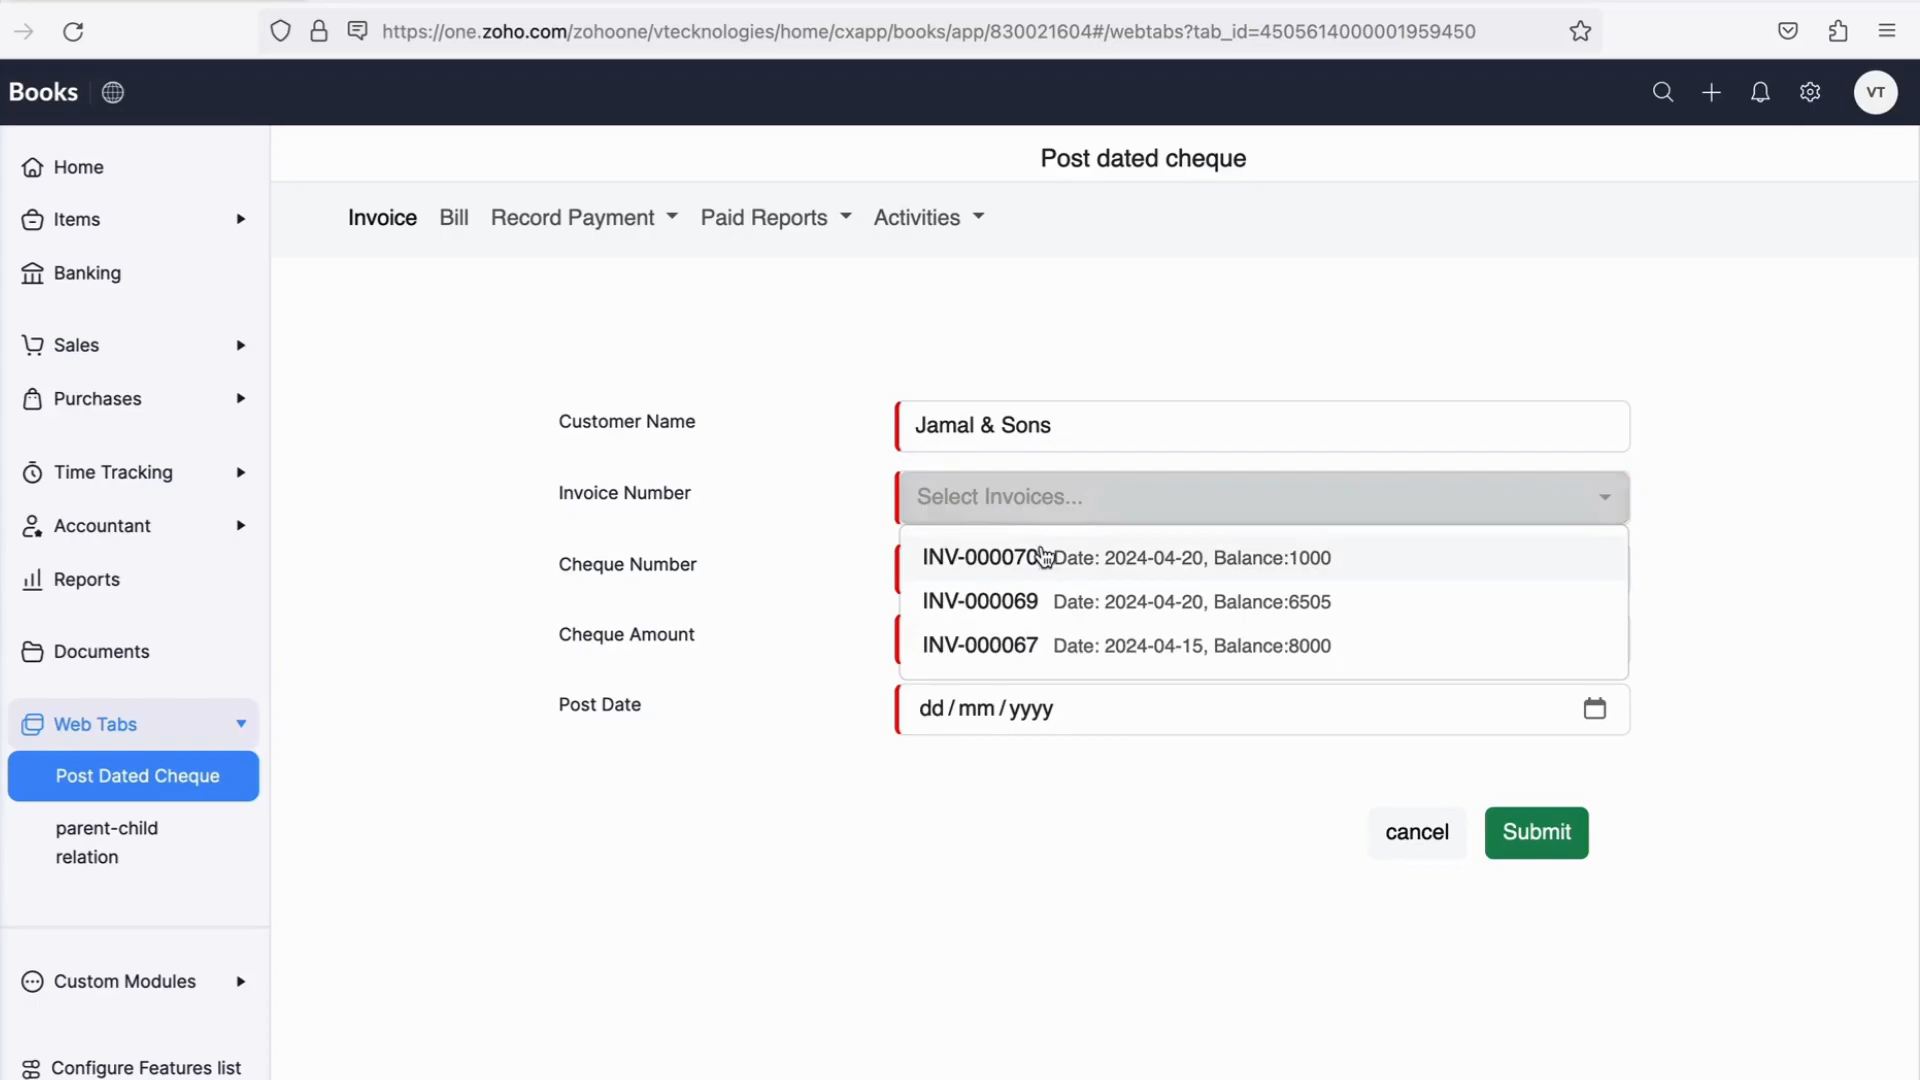 https://one.zoho.com/zohoone/vtecknologies/home/cxapp/books/app/830021604#/webtabs?tab_id=4505614000001959450
Books
VT
Home
Items
Banking
Sales
Purchases
Time Tracking
Accountant
Reports
Documents
Web Tabs
Post Dated Cheque
parent-child
relation
Custom Modules
Configure Features list
Post dated cheque
Invoice Bill Record Payment Paid Reports Activities
Customer Name Jamal & Sons
Invoice Number Select Invoices...
INV-000070 Date: 2024-04-20, Balance:1000
INV-000069 Date: 2024-04-20, Balance:6505
INV-000067 Date: 2024-04-15, Balance:8000
Cheque Number
Cheque Amount
Post Date dd/mm/yyyy
cancel Submit